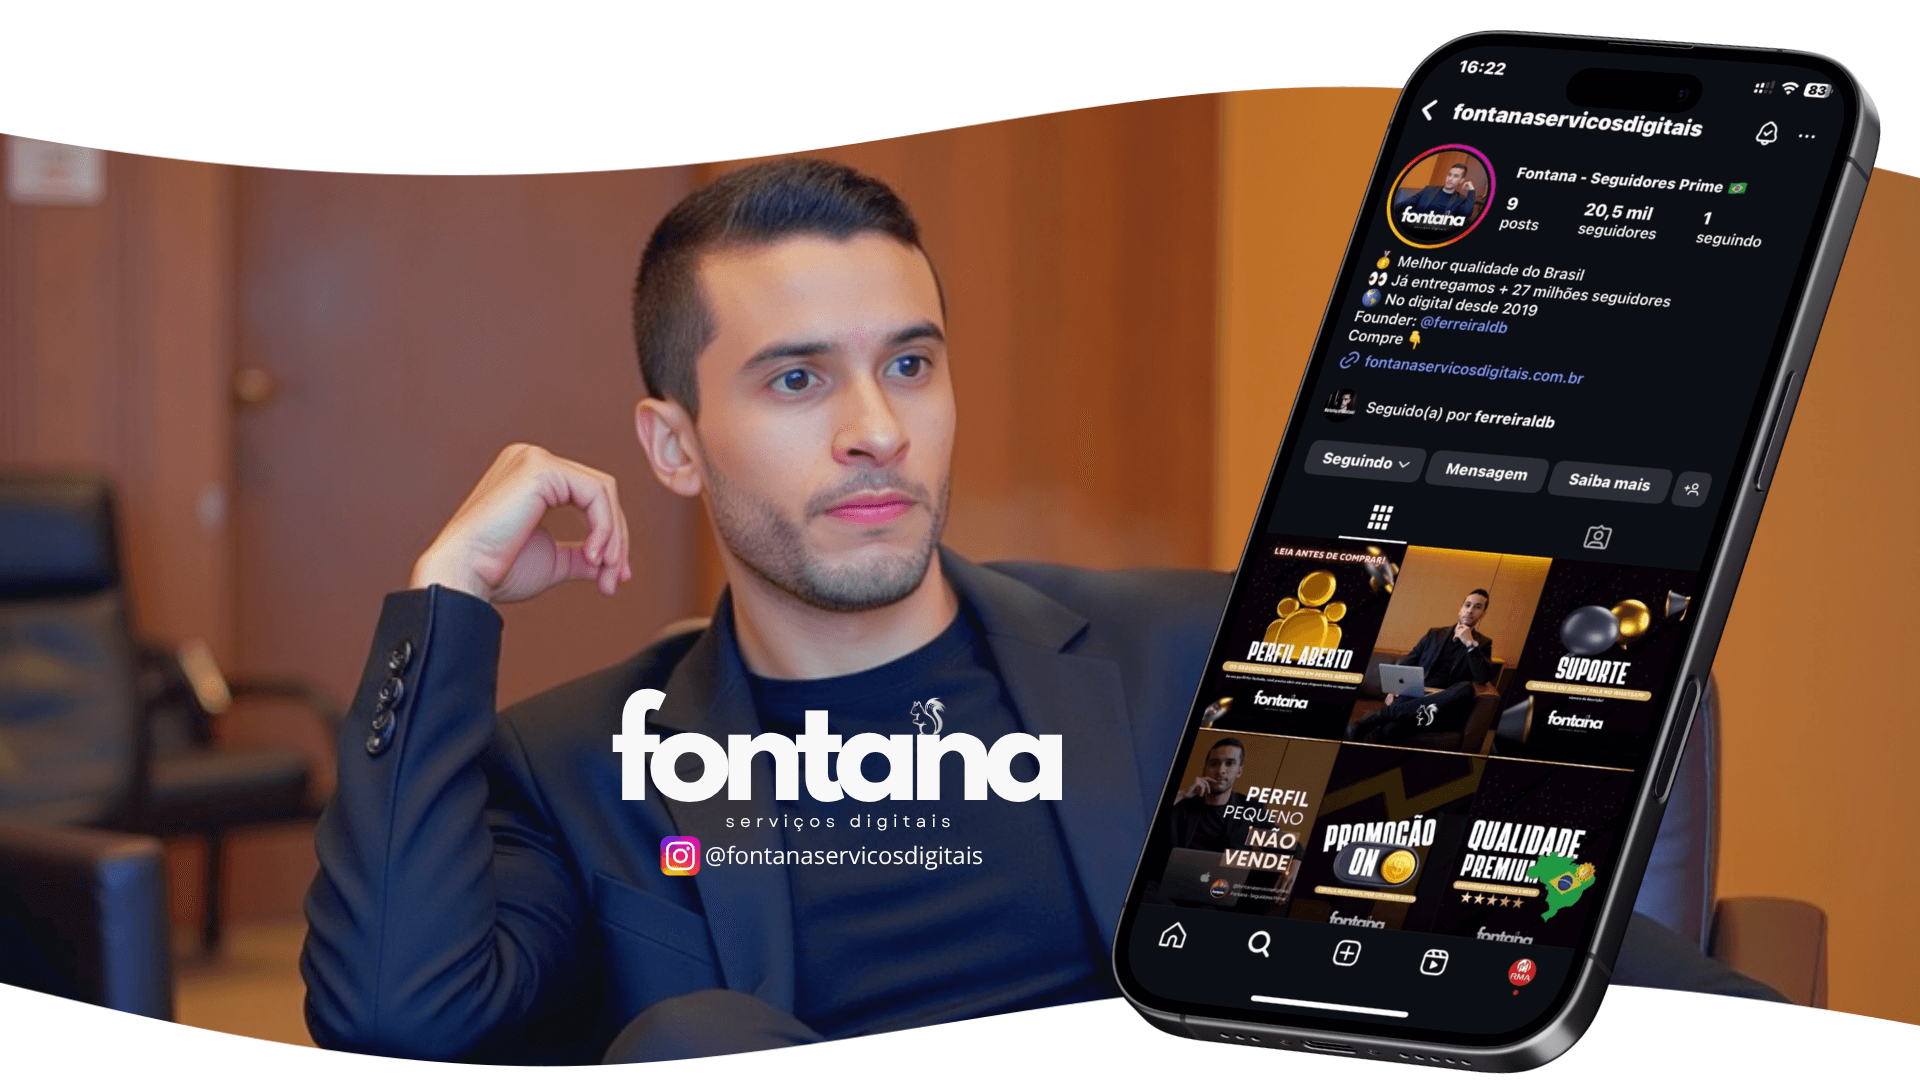 fontana
serviços digitais
@fontanaservicosdigitais
16:22
83
fontanaservicosdigitais
fontana
Fontana - Seguidores Prime 🇧🇷
9
posts
20,5 mil
seguidores
1
seguindo
🥇 Melhor qualidade do Brasil
👀 Já entregamos + 27 milhões seguidores
🌎 No digital desde 2019
Founder: @ferreiraldb
Compre 👇
fontanaservicosdigitais.com.br
Seguido(a) por ferreiraldb
Seguindo
Mensagem
Saiba mais
LEIA ANTES DE COMPRAR!
PERFIL ABERTO
fontana
SUPORTE
fontana
PERFIL
PEQUENO
NÃO
VENDE
PROMOÇÃO
ON
fontana
QUALIDADE
PREMIUM
fontana
RMA